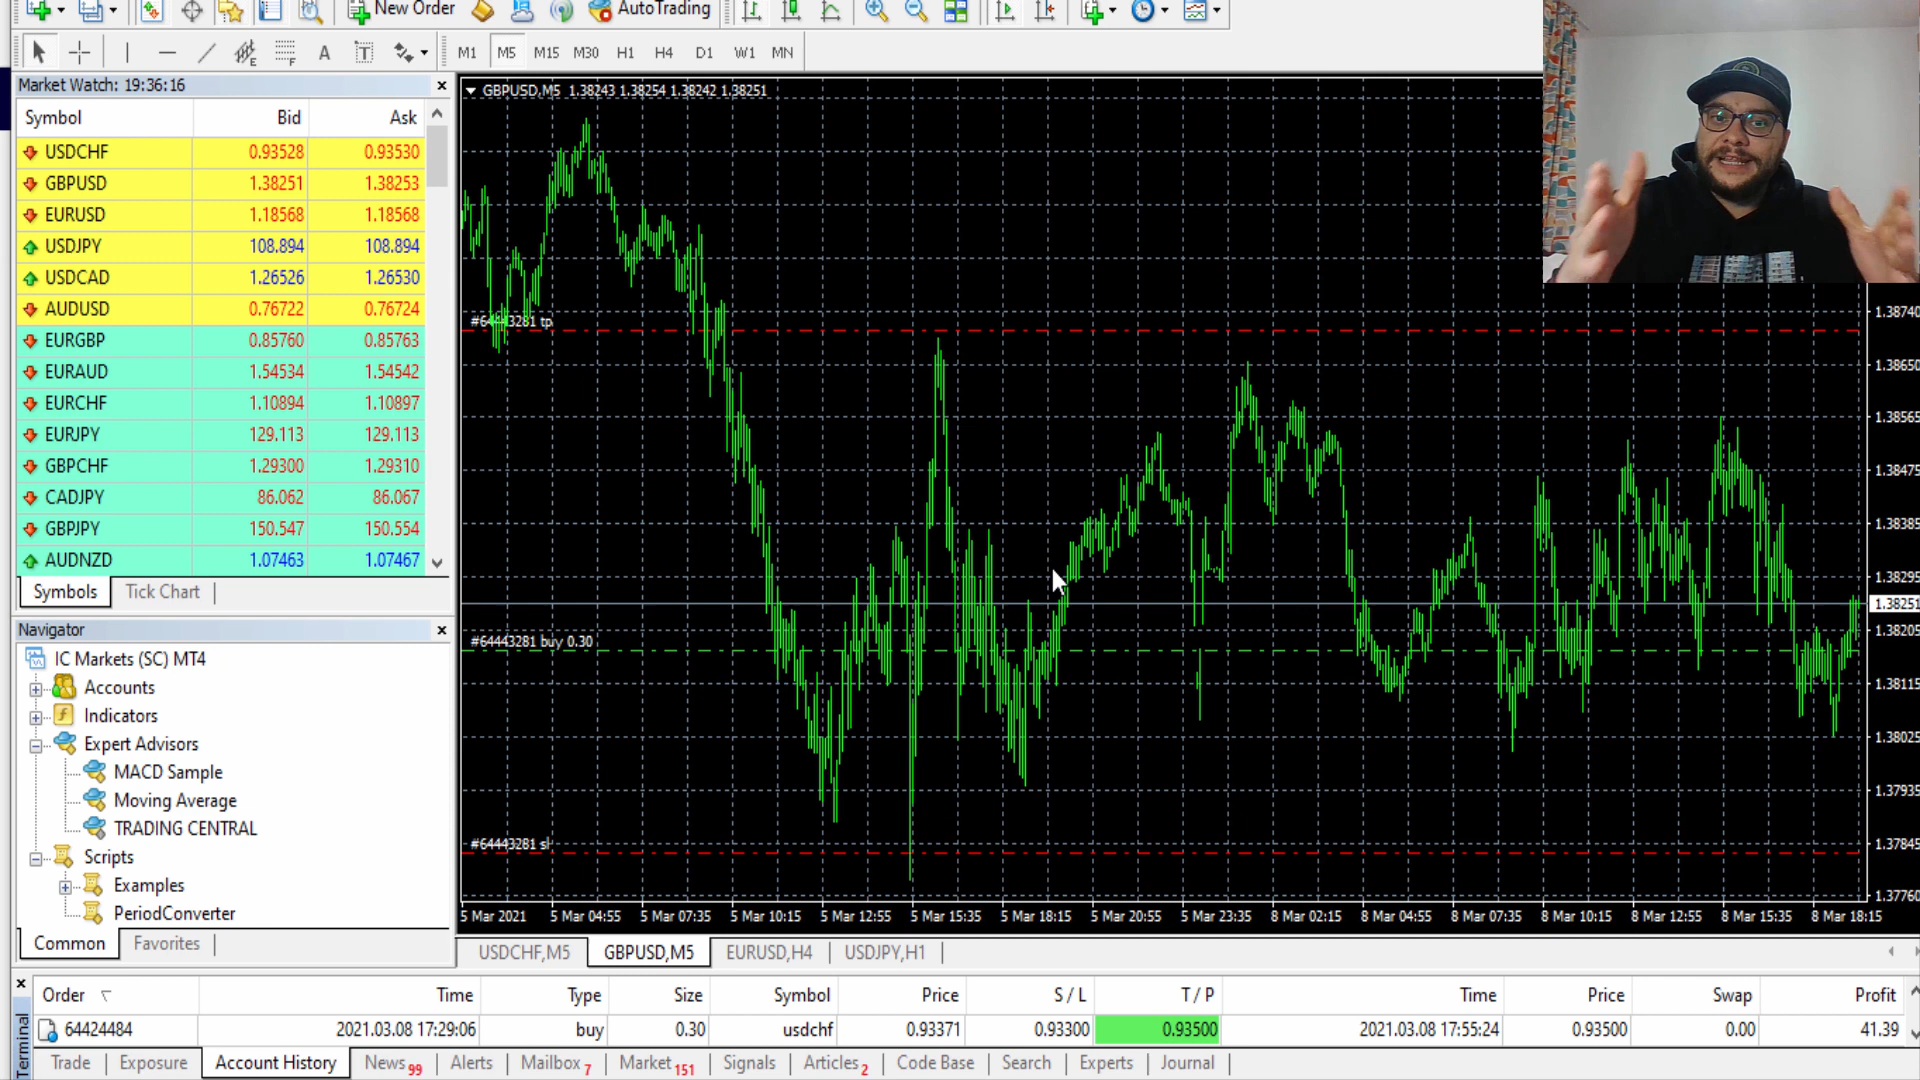 New Order AutoTrading
A T
M1 M5 M15 M30 H1 H4 D1 W1 MN
Market Watch: 19:36:16
Symbol Bid Ask
USDCHF 0.93528 0.93530
GBPUSD 1.38251 1.38253
EURUSD 1.18568 1.18568
USDJPY 108.894 108.894
USDCAD 1.26526 1.26530
AUDUSD 0.76722 0.76724
EURGBP 0.85760 0.85763
EURAUD 1.54534 1.54542
EURCHF 1.10894 1.10897
EURJPY 129.113 129.113
GBPCHF 1.29300 1.29310
CADJPY 86.062 86.067
GBPJPY 150.547 150.554
AUDNZD 1.07463 1.07467
Symbols Tick Chart
Navigator
IC Markets (SC) MT4
Accounts
Indicators
Expert Advisors
MACD Sample
Moving Average
TRADING CENTRAL
Scripts
Examples
PeriodConverter
Common Favorites
GBPUSD,M5 1.38243 1.38254 1.38242 1.38251
#64443281 tp
#64443281 buy 0.30
#64443281 sl
1.38740
1.38650
1.38565
1.38475
1.38385
1.38295
1.38251
1.38205
1.38115
1.38025
1.37935
1.37845
1.37760
5 Mar 2021 5 Mar 04:55 5 Mar 07:35 5 Mar 10:15 5 Mar 12:55 5 Mar 15:35 5 Mar 18:15 5 Mar 20:55 5 Mar 23:35 8 Mar 02:15 8 Mar 04:55 8 Mar 07:35 8 Mar 10:15 8 Mar 12:55 8 Mar 15:35 8 Mar 18:15
USDCHF,M5 GBPUSD,M5 EURUSD,H4 USDJPY,H1
Terminal
Order Time Type Size Symbol Price S / L T / P Time Price Swap Profit
64424484 2021.03.08 17:29:06 buy 0.30 usdchf 0.93371 0.93300 0.93500 2021.03.08 17:55:24 0.93500 0.00 41.39
Trade Exposure Account History News 99 Alerts Mailbox 7 Market 151 Signals Articles 2 Code Base Search Experts Journal